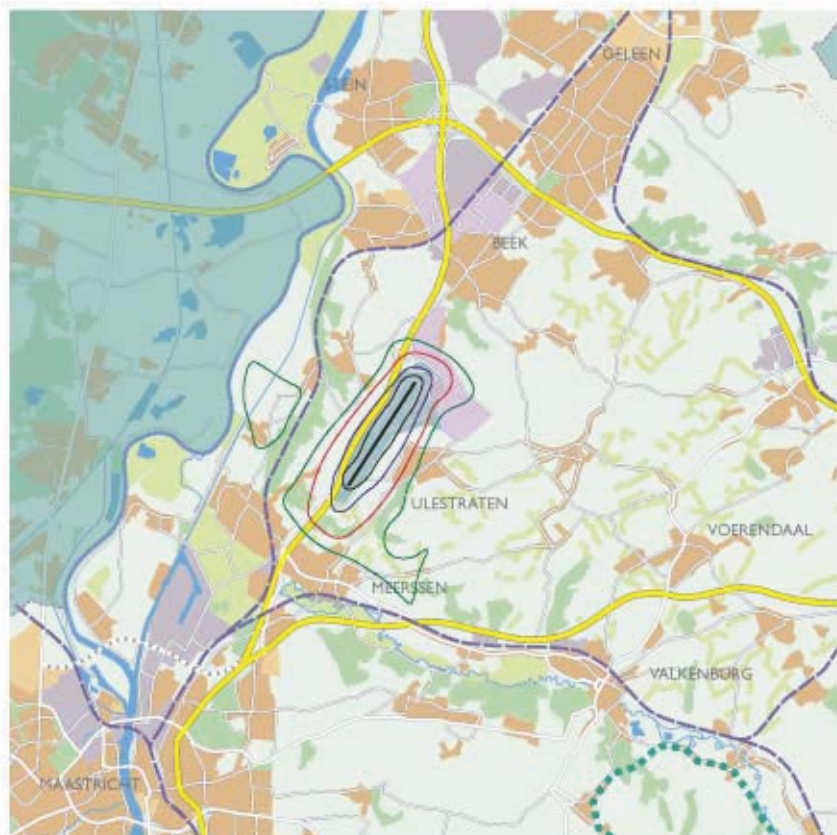 GELEEN
STEIN
BEEK
ULESTRATEN
VOERENDAAL
MEERSSEN
VALKENBURG
MAASTRICHT